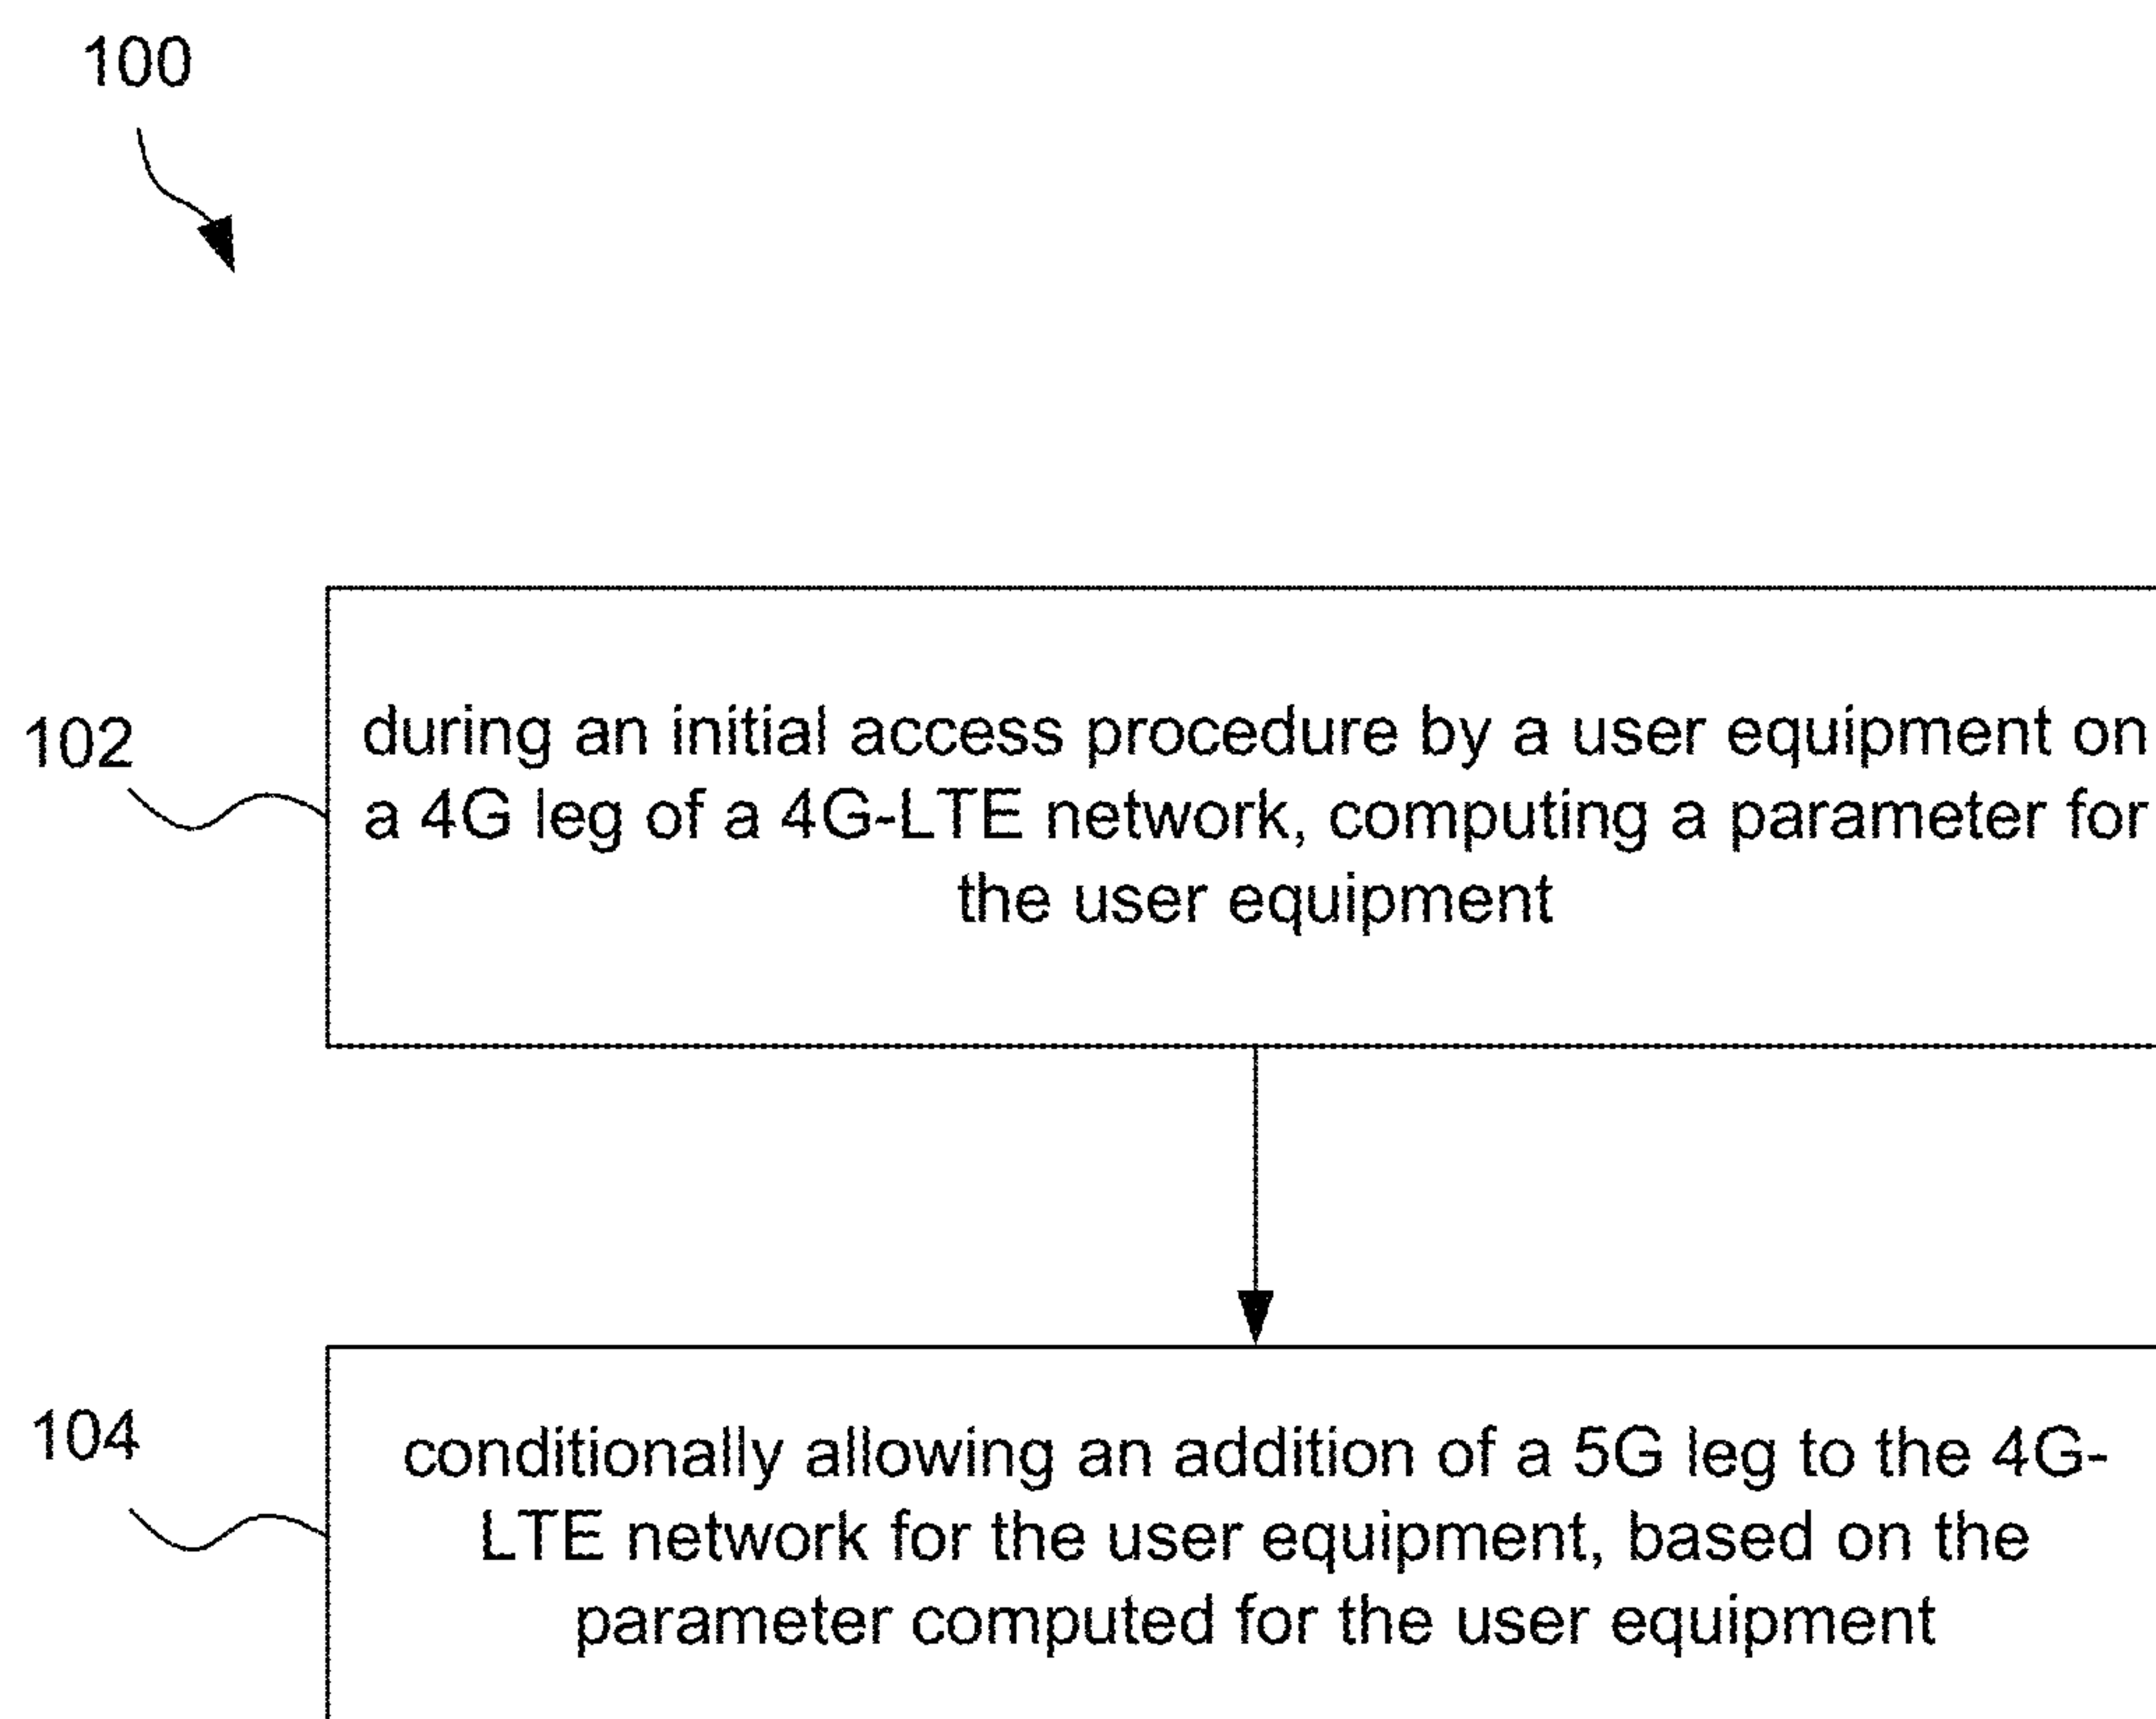 100
102
during an initial access procedure by a user equipment on
a 4G leg of a 4G-LTE network, computing a parameter for
the user equipment
104
conditionally allowing an addition of a 5G leg to the 4G-
LTE network for the user equipment, based on the
parameter computed for the user equipment